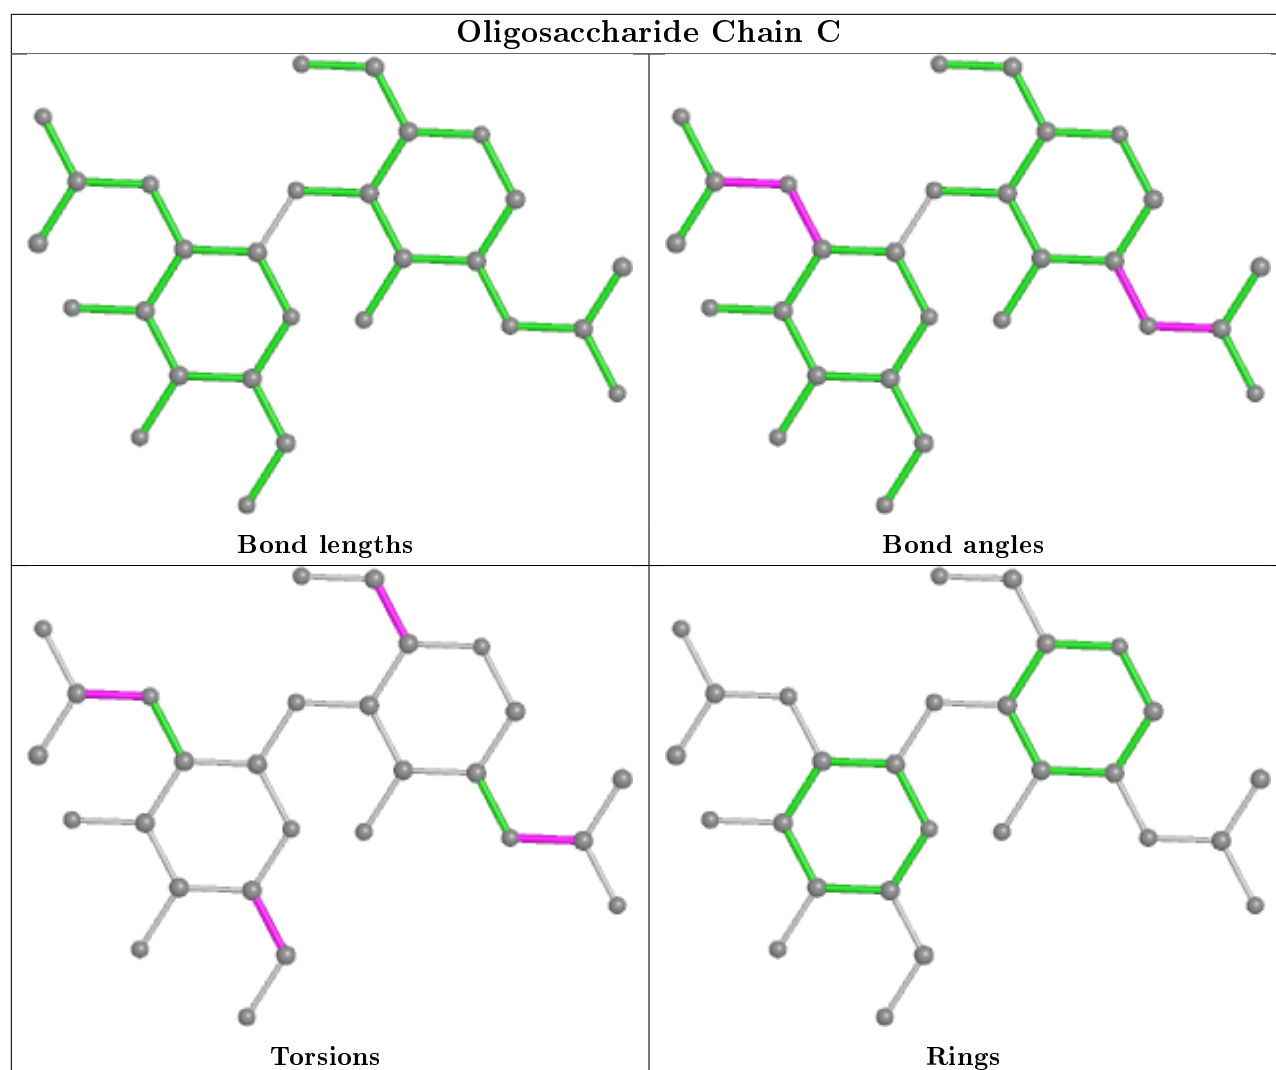 Oligosaccharide Chain C
Bond lengths
Bond angles
Torsions
Rings